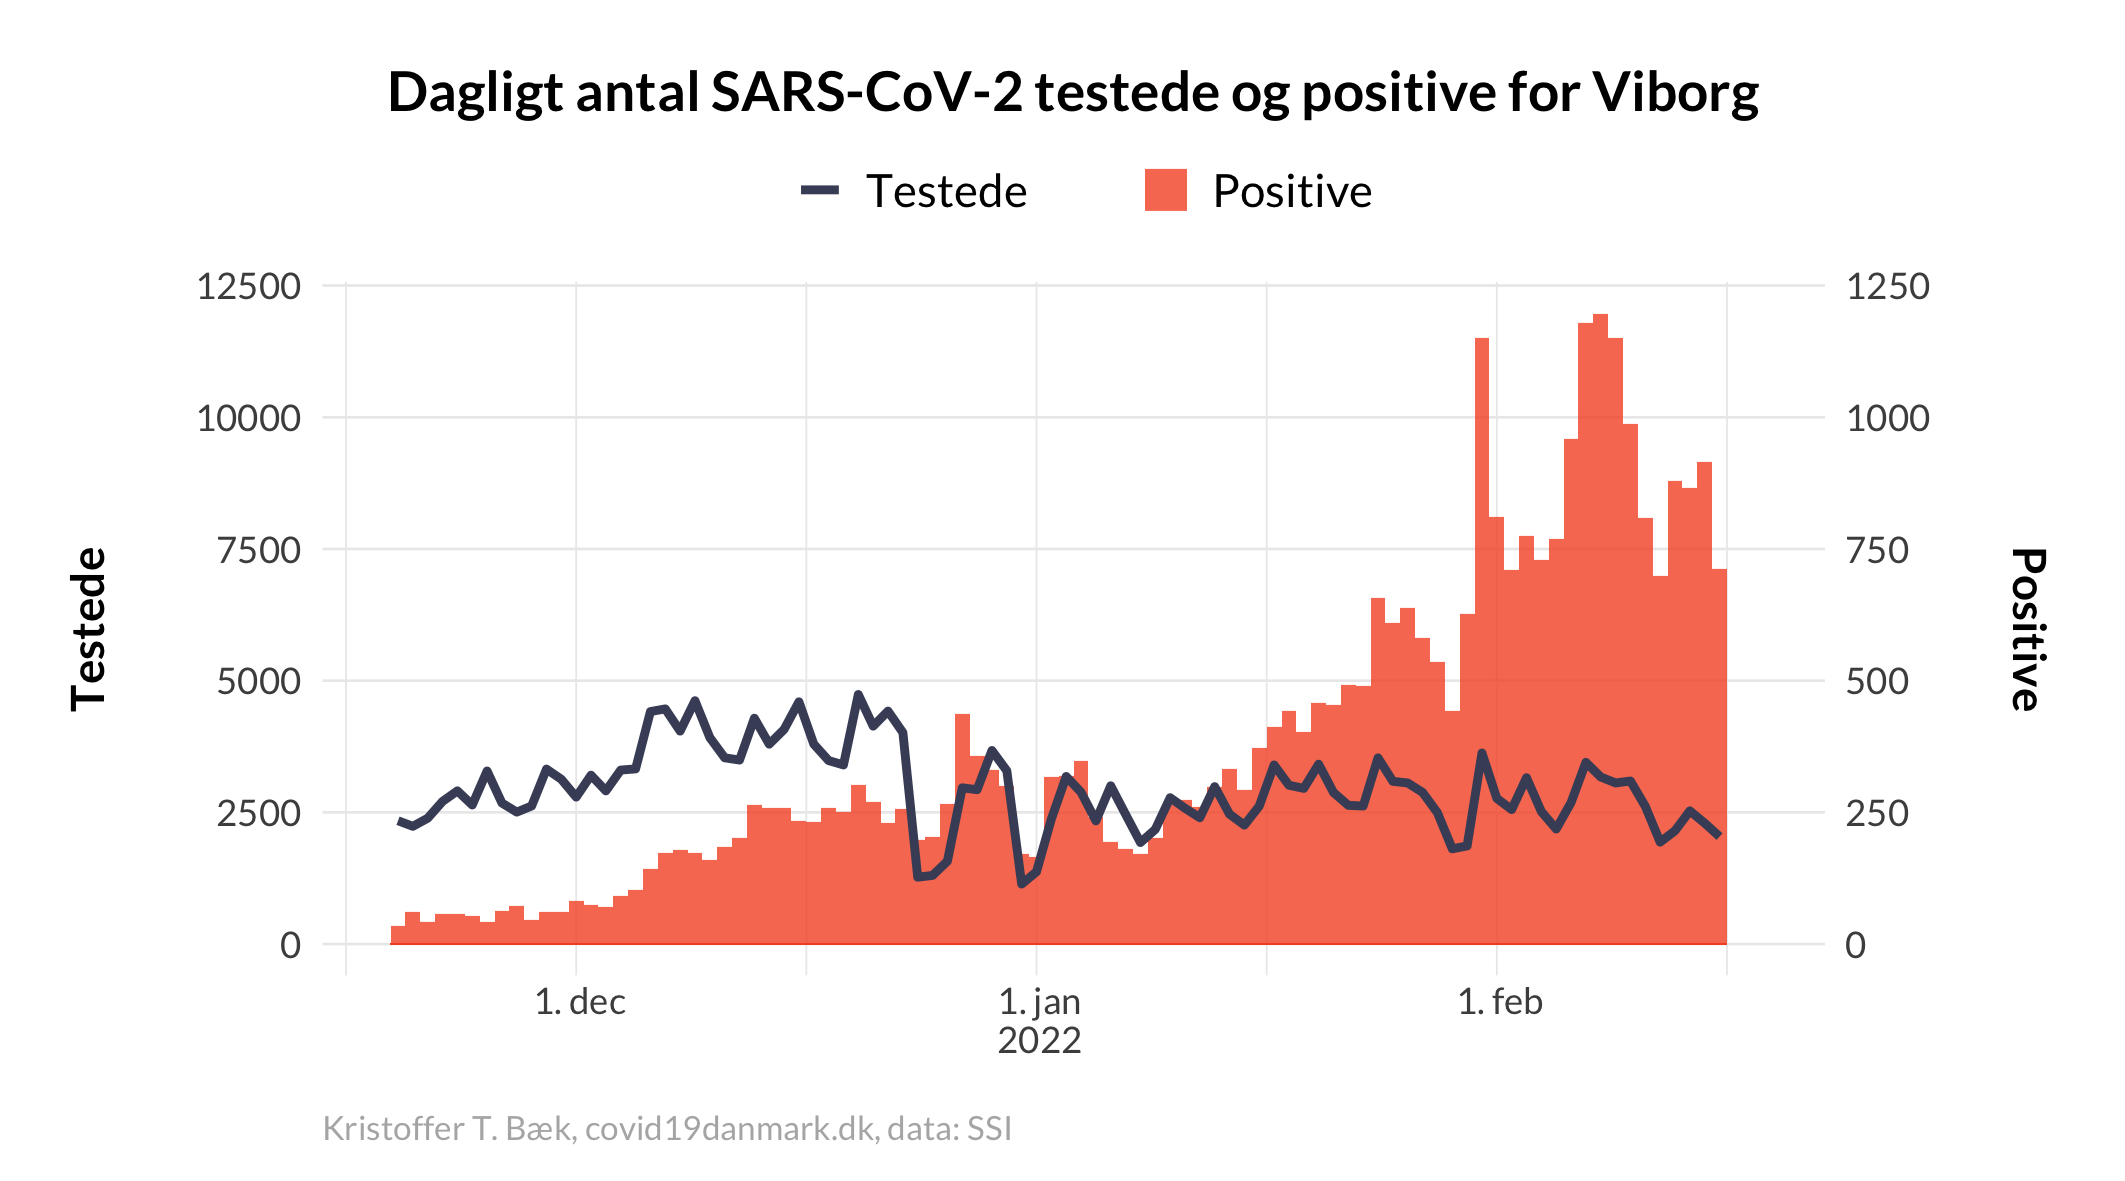 Dagligt antal SARS-CoV-2 testede og positive for Viborg
Testede Positive
12500 1250
10000 1000
7500 750
5000 500
2500 250
0 0
Testede
Positive
1. dec 1. jan 1. feb
2022
Kristoffer T. Bæk, covid19danmark.dk, data: SSI